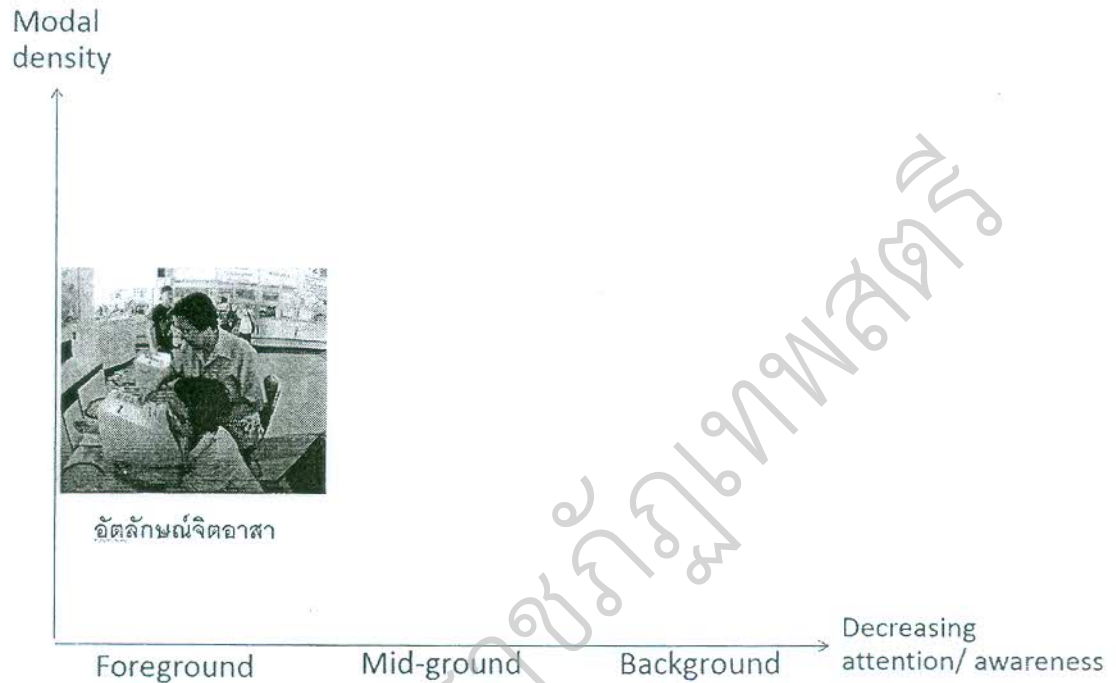 Modal
density
อัตลักษณ์จิตอาสา
Foreground
Mid-ground
Background
Decreasing
attention/ awareness